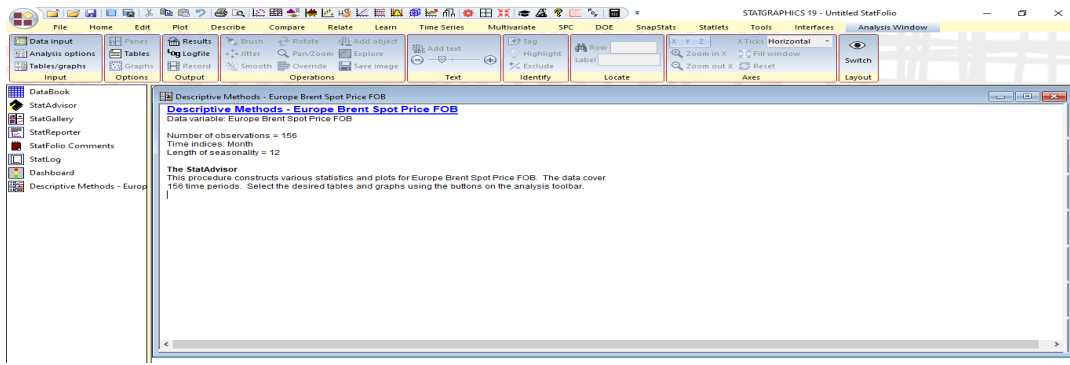 STATGRAPHICS 19 - Untitled StatFolio
File Home Edit Plot Describe Compare Relate Learn Time Series Multivariate SPC DOE SnapStats Statlets Tools Interfaces Analysis Window
Data input Panes Results Brush Rotate Add object Add text Tag Row X Y Z X Ticks Horizontal
Analysis options Tables Logfile Jitter Pan/Zoom Explore Highlight Label Zoom in X Fill window Switch
Tables/graphs Graphs Record Smooth Override Save image Exclude Zoom out X Reset
Input Options Output Operations Text Identify Locate Axes Layout
DataBook
StatAdvisor
StatGallery
StatReporter
StatFolio Comments
StatLog
Dashboard
Descriptive Methods - Europ
Descriptive Methods - Europe Brent Spot Price FOB
Descriptive Methods - Europe Brent Spot Price FOB
Data variable: Europe Brent Spot Price FOB
Number of observations = 156
Time indices: Month
Length of seasonality = 12
The StatAdvisor
This procedure constructs various statistics and plots for Europe Brent Spot Price FOB. The data cover
156 time periods. Select the desired tables and graphs using the buttons on the analysis toolbar.